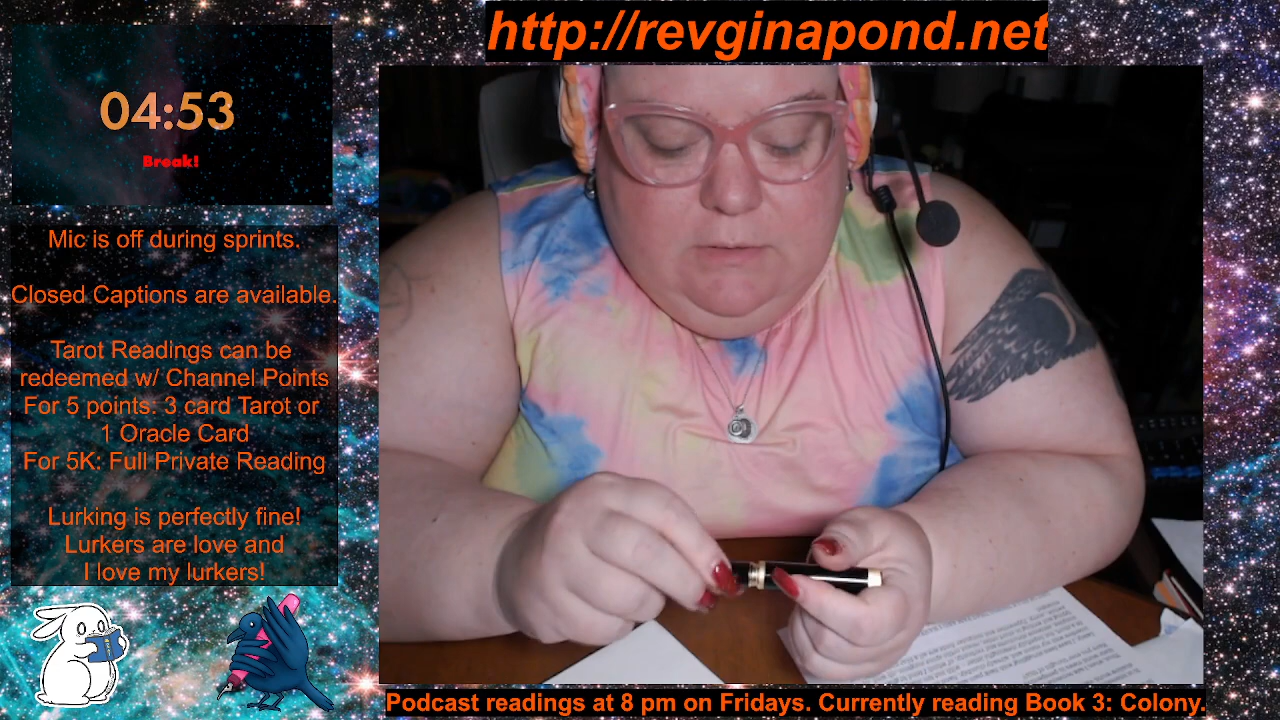 http://revginapond.net
04:53
Break!
Mic is off during sprints.
Closed Captions are available.
Tarot Readings can be
redeemed w/ Channel Points
For 5 points: 3 card Tarot or
1 Oracle Card
For 5K: Full Private Reading
Lurking is perfectly fine!
Lurkers are love and
I love my lurkers!
Podcast readings at 8 pm on Fridays. Currently reading Book 3: Colony.